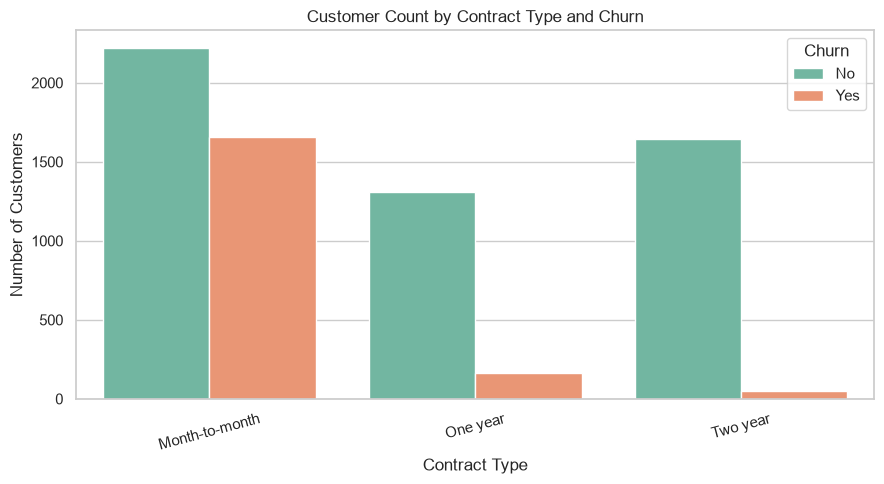 Customer Count by Contract Type and Churn
Churn
No
Yes
Number of Customers
2000
1500
1000
500
0
Month-to-month
One year
Two year
Contract Type